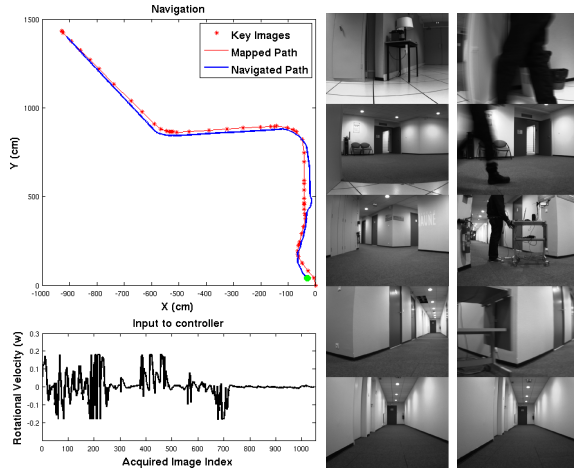 Navigation
Key Images
Mapped Path
Navigated Path
1500
1000
500
0
Y (cm)
-1000 -900 -800 -700 -600 -500 -400 -300 -200 -100 0
X (cm)
Input to controller
0.3
0.2
0.1
0
-0.1
-0.2
Rotational Velocity (w)
0 100 200 300 400 500 600 700 800 900 1000
Acquired Image Index